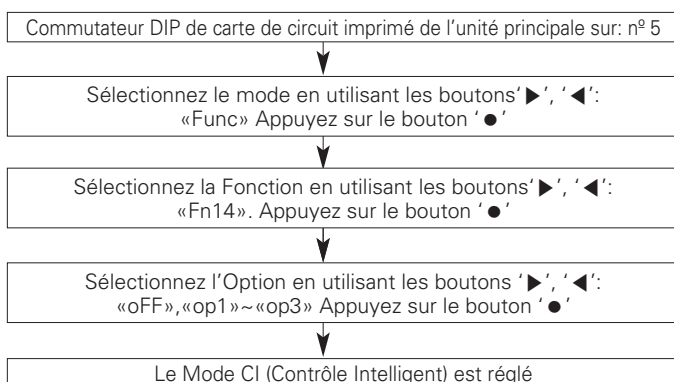 Commutateur DIP de carte de circuit imprimé de l'unité principale sur: nº 5
Sélectionnez le mode en utilisant les boutons‘▶’, ‘◀’:
«Func» Appuyez sur le bouton ‘●’
Sélectionnez la Fonction en utilisant les boutons‘▶’, ‘◀’:
«Fn14». Appuyez sur le bouton ‘●’
Sélectionnez l’Option en utilisant les boutons ‘▶’, ‘◀’:
«oFF»,«op1»~«op3» Appuyez sur le bouton ‘●’
Le Mode CI (Contrôle Intelligent) est réglé